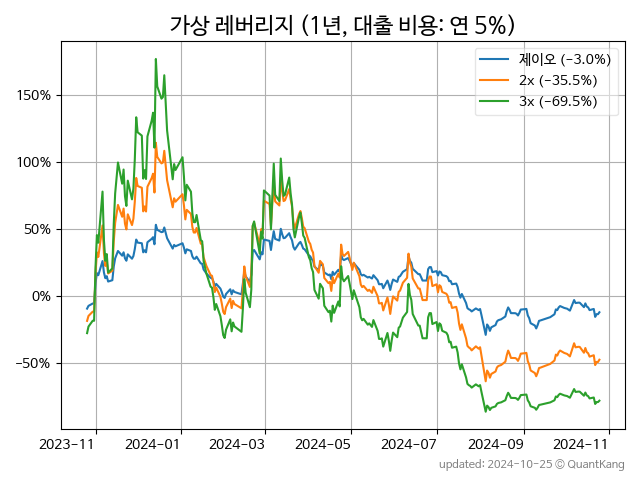 가상 레버리지 (1년, 대출 비용: 연 5%)
제이오 (−3.0%)
2x (−35.5%)
3x (−69.5%)
150%
100%
50%
0%
−50%
2023-11 2024-01 2024-03 2024-05 2024-07 2024-09 2024-11
updated: 2024-10-25 © QuantKang